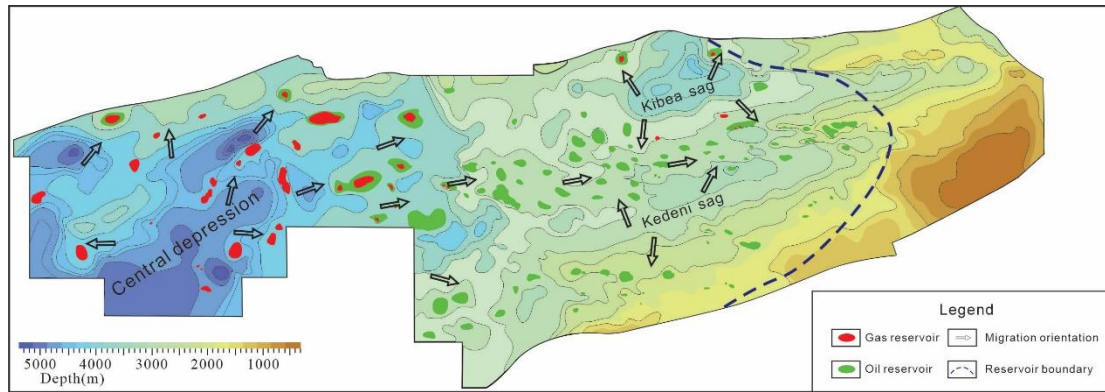 Kibea sag
Kedeni sag
Central depression
5000 4000 3000 2000 1000
Depth(m)
Legend
Gas reservoir
Migration orientation
Oil reservoir
Reservoir boundary